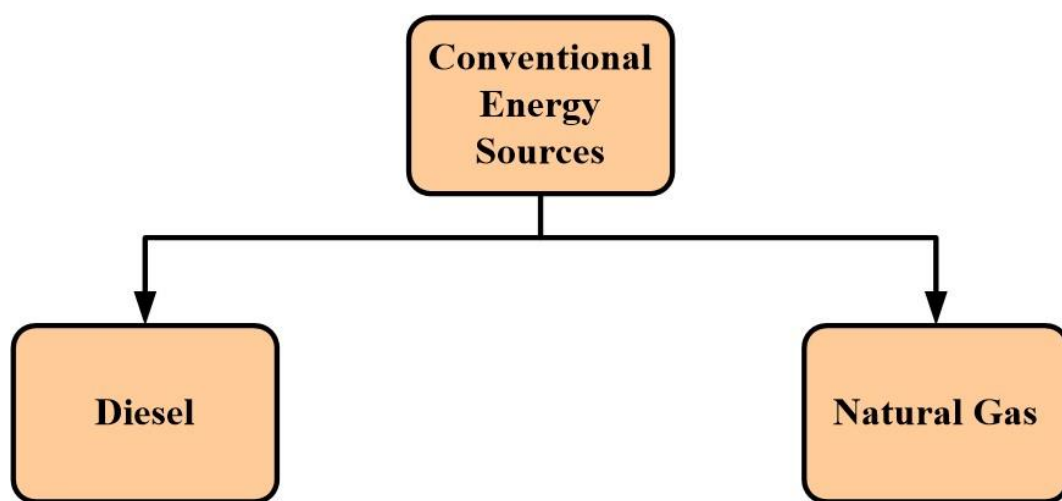 Conventional
Energy
Sources
Diesel
Natural Gas